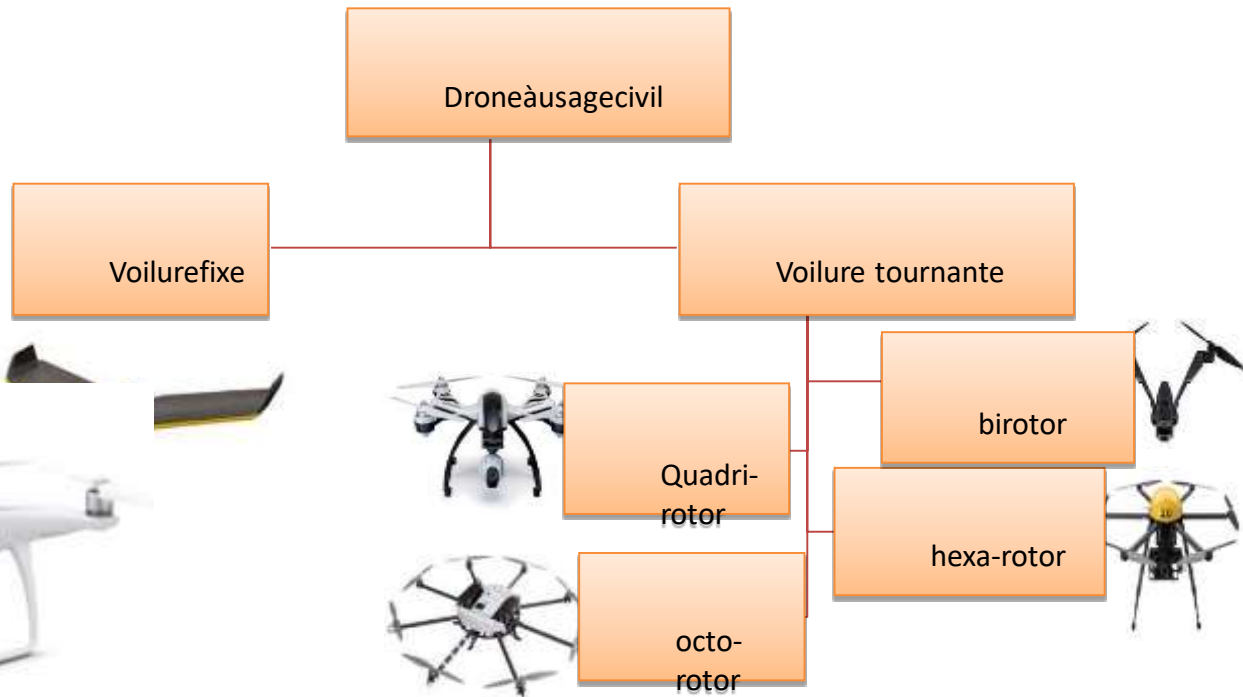 Droneàusagecivil
Voilurefixe
Voilure tournante
birotor
Quadri-
rotor
hexa-rotor
octo-
rotor